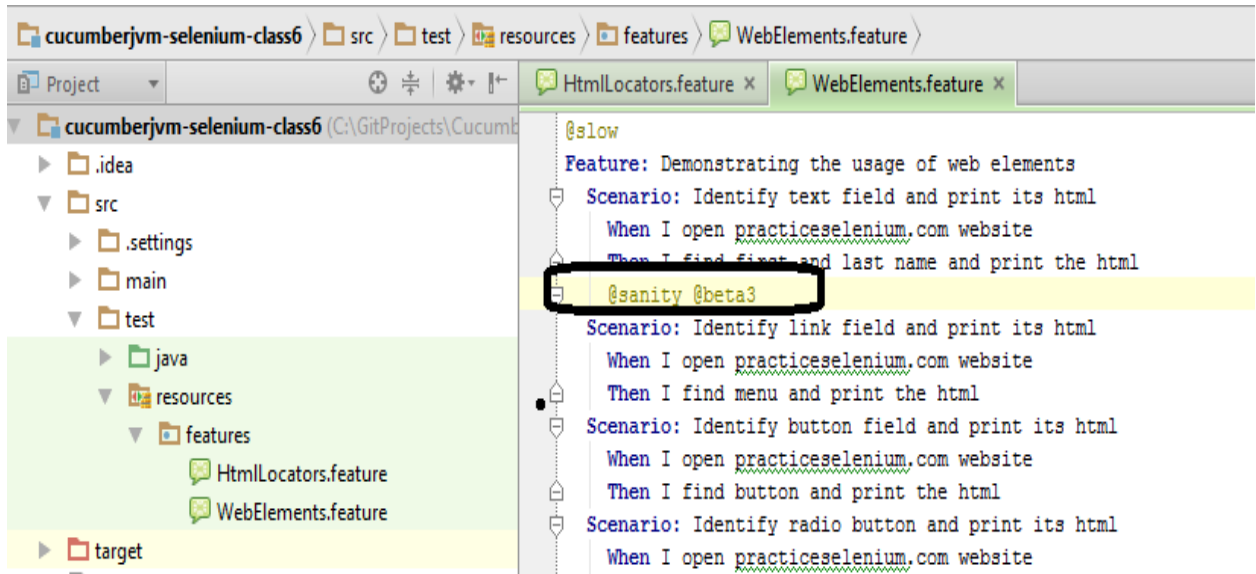 cucumberjvm-selenium-class6 src test resources features WebElements.feature
Project
HtmlLocators.feature WebElements.feature
cucumberjvm-selenium-class6 (C:\GitProjects\Cucumb
.idea
src
.settings
main
test
java
resources
features
HtmlLocators.feature
WebElements.feature
target
@slow
Feature: Demonstrating the usage of web elements
Scenario: Identify text field and print its html
When I open practiceselenium.com website
Then I find first and last name and print the html
@sanity @beta3
Scenario: Identify link field and print its html
When I open practiceselenium.com website
Then I find menu and print the html
Scenario: Identify button field and print its html
When I open practiceselenium.com website
Then I find button and print the html
Scenario: Identify radio button and print its html
When I open practiceselenium.com website